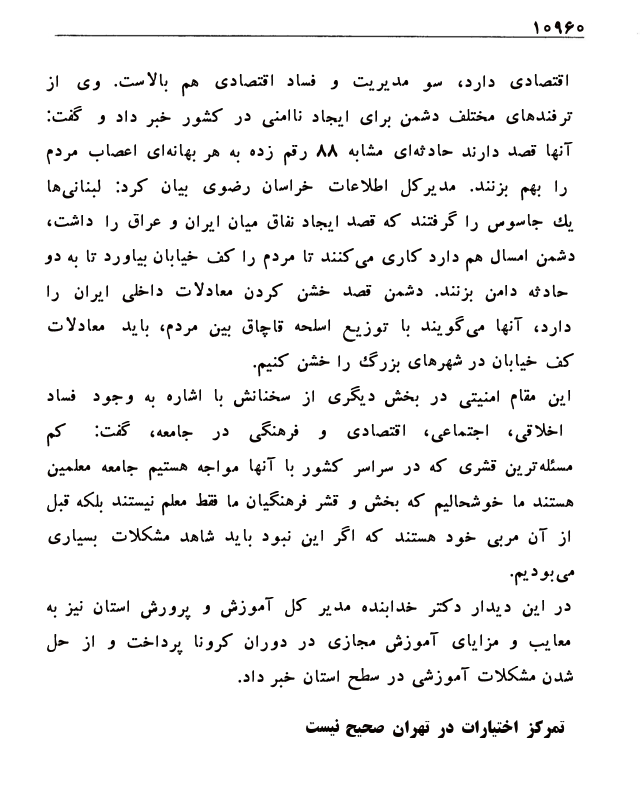 ۱۰۹۶۰
اقتصادی دارد، سو مدیریت و فساد اقتصادی هم بالاست. وی از
ترفندهای مختلف دشمن برای ایجاد ناامنی در کشور خبر داد و گفت:
آنها قصد دارند حادثه‌ای مشابه ۸۸ رقم زده به هر بهانه‌ای اعصاب مردم
را بهم بزنند. مدیرکل اطلاعات خراسان رضوی بیان کرد: لبنانی‌ها
یك جاسوس را گرفتند که قصد ایجاد نفاق میان ایران و عراق را داشت،
دشمن امسال هم دارد کاری می‌کنند تا مردم را کف خیابان بیاورد تا به دو
حادثه دامن بزنند. دشمن قصد خشن کردن معادلات داخلی ایران را
دارد، آنها می‌گویند با توزیع اسلحه قاچاق بین مردم، باید معادلات
کف خیابان در شهرهای بزرگ را خشن کنیم.
این مقام امنیتی در بخش دیگری از سخنانش با اشاره به وجود فساد
اخلاقی، اجتماعی، اقتصادی و فرهنگی در جامعه، گفت: کم
مسئله‌ترین قشری که در سراسر کشور با آنها مواجه هستیم جامعه معلمین
هستند ما خوشحالیم که بخش و قشر فرهنگیان ما فقط معلم نیستند بلکه قبل
از آن مربی خود هستند که اگر این نبود باید شاهد مشکلات بسیاری
می‌بودیم.
در این دیدار دکتر خدابنده مدیر کل آموزش و پرورش استان نیز به
معایب و مزایای آموزش مجازی در دوران کرونا پرداخت و از حل
شدن مشکلات آموزشی در سطح استان خبر داد.
تمرکز اختیارات در تهران صحیح نیست